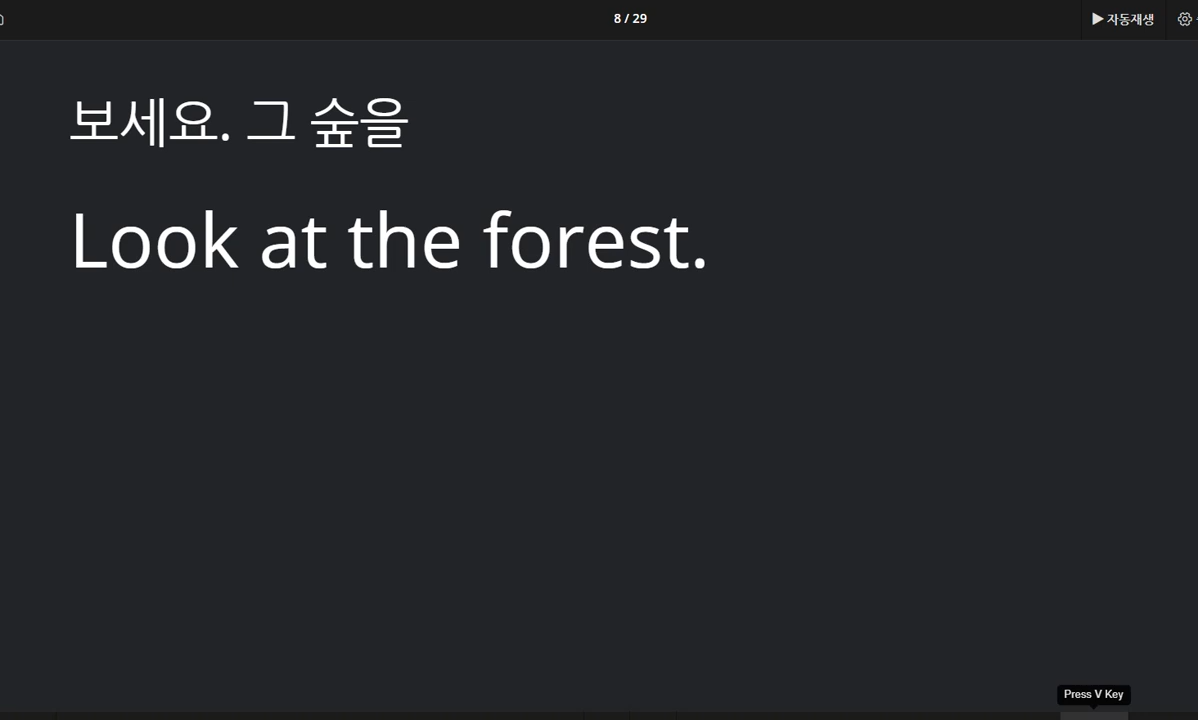 8 / 29
▶ 자동재생
보세요. 그 숲을
Look at the forest.
Press V Key